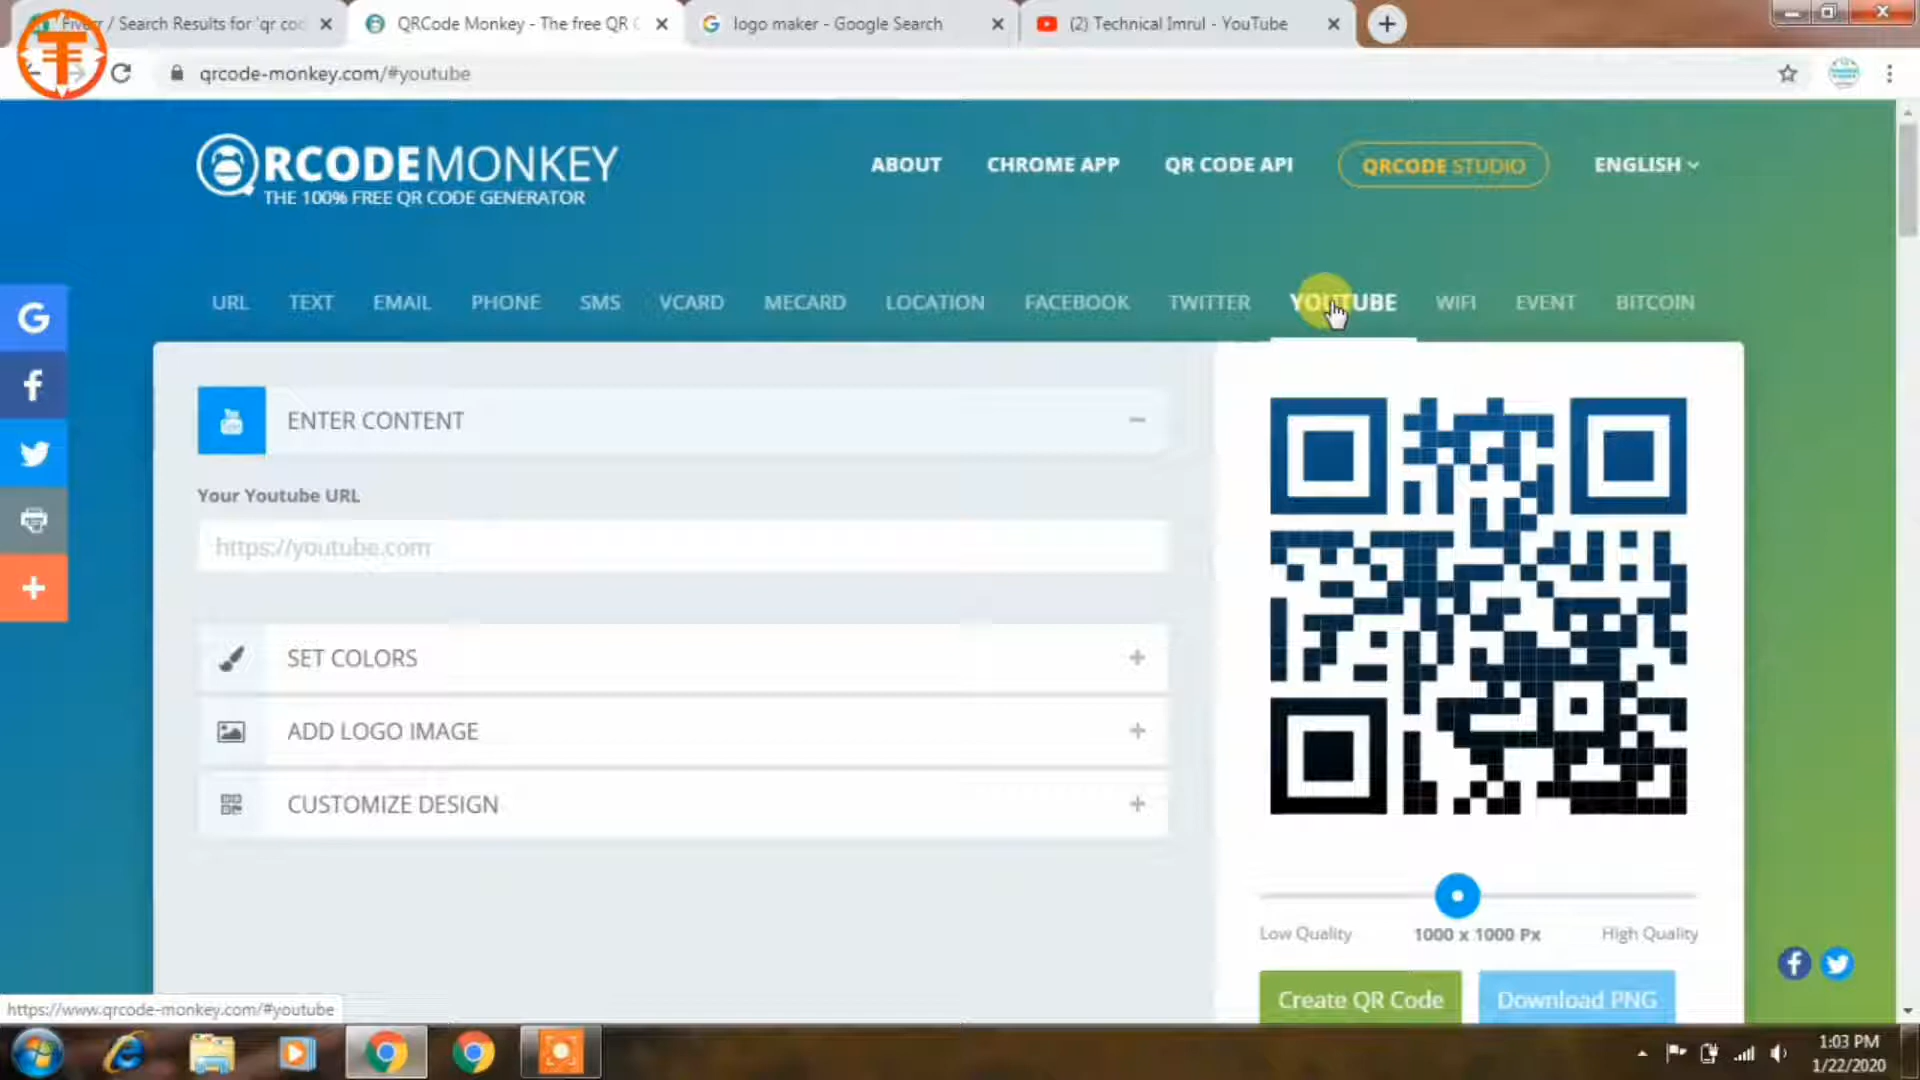 Fiverr / Search Results for 'qr coc
QRCode Monkey - The free QR C
logo maker - Google Search
(2) Technical Imrul - YouTube
qrcode-monkey.com/#youtube
RCODEMONKEY
THE 100% FREE QR CODE GENERATOR
ABOUT
CHROME APP
QR CODE API
QRCODE STUDIO
ENGLISH
URL
TEXT
EMAIL
PHONE
SMS
VCARD
MECARD
LOCATION
FACEBOOK
TWITTER
YOUTUBE
WIFI
EVENT
BITCOIN
ENTER CONTENT
Your Youtube URL
https://youtube.com
SET COLORS
ADD LOGO IMAGE
CUSTOMIZE DESIGN
Low Quality
1000 x 1000 Px
High Quality
Create QR Code
Download PNG
https://www.qrcode-monkey.com/#youtube
1:03 PM
1/22/2020